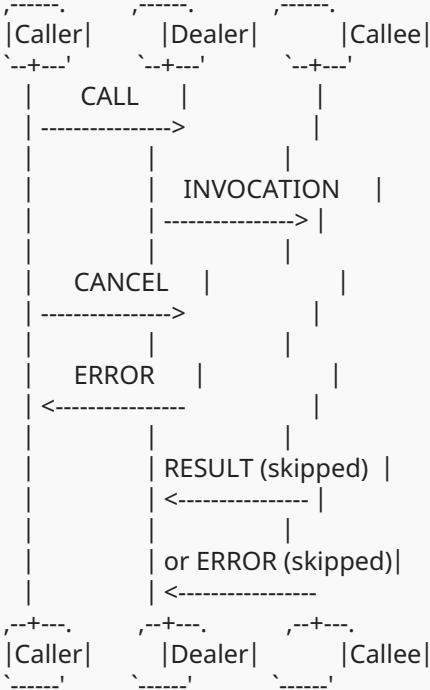 ,------.          ,------.            ,------.
|Caller|          |Dealer|          |Callee|
`--+---'          `--+---'            `--+---'
   |       CALL      |                   |
   | ---------------->                   |
   |                 |                   |
   |                 |    INVOCATION     |
   |                 | ----------------> |
   |                 |                   |
   |      CANCEL     |                   |
   | ---------------->                   |
   |                 |                   |
   |      ERROR      |                   |
   | <----------------                   |
   |                 |                   |
   |                 | RESULT (skipped)  |
   |                 | <---------------- |
   |                 |                   |
   |                 | or ERROR (skipped)|
   |                 | <-----------------
,--+---.          ,--+---.            ,--+---.
|Caller|          |Dealer|          |Callee|
`------'          `------'            `------'